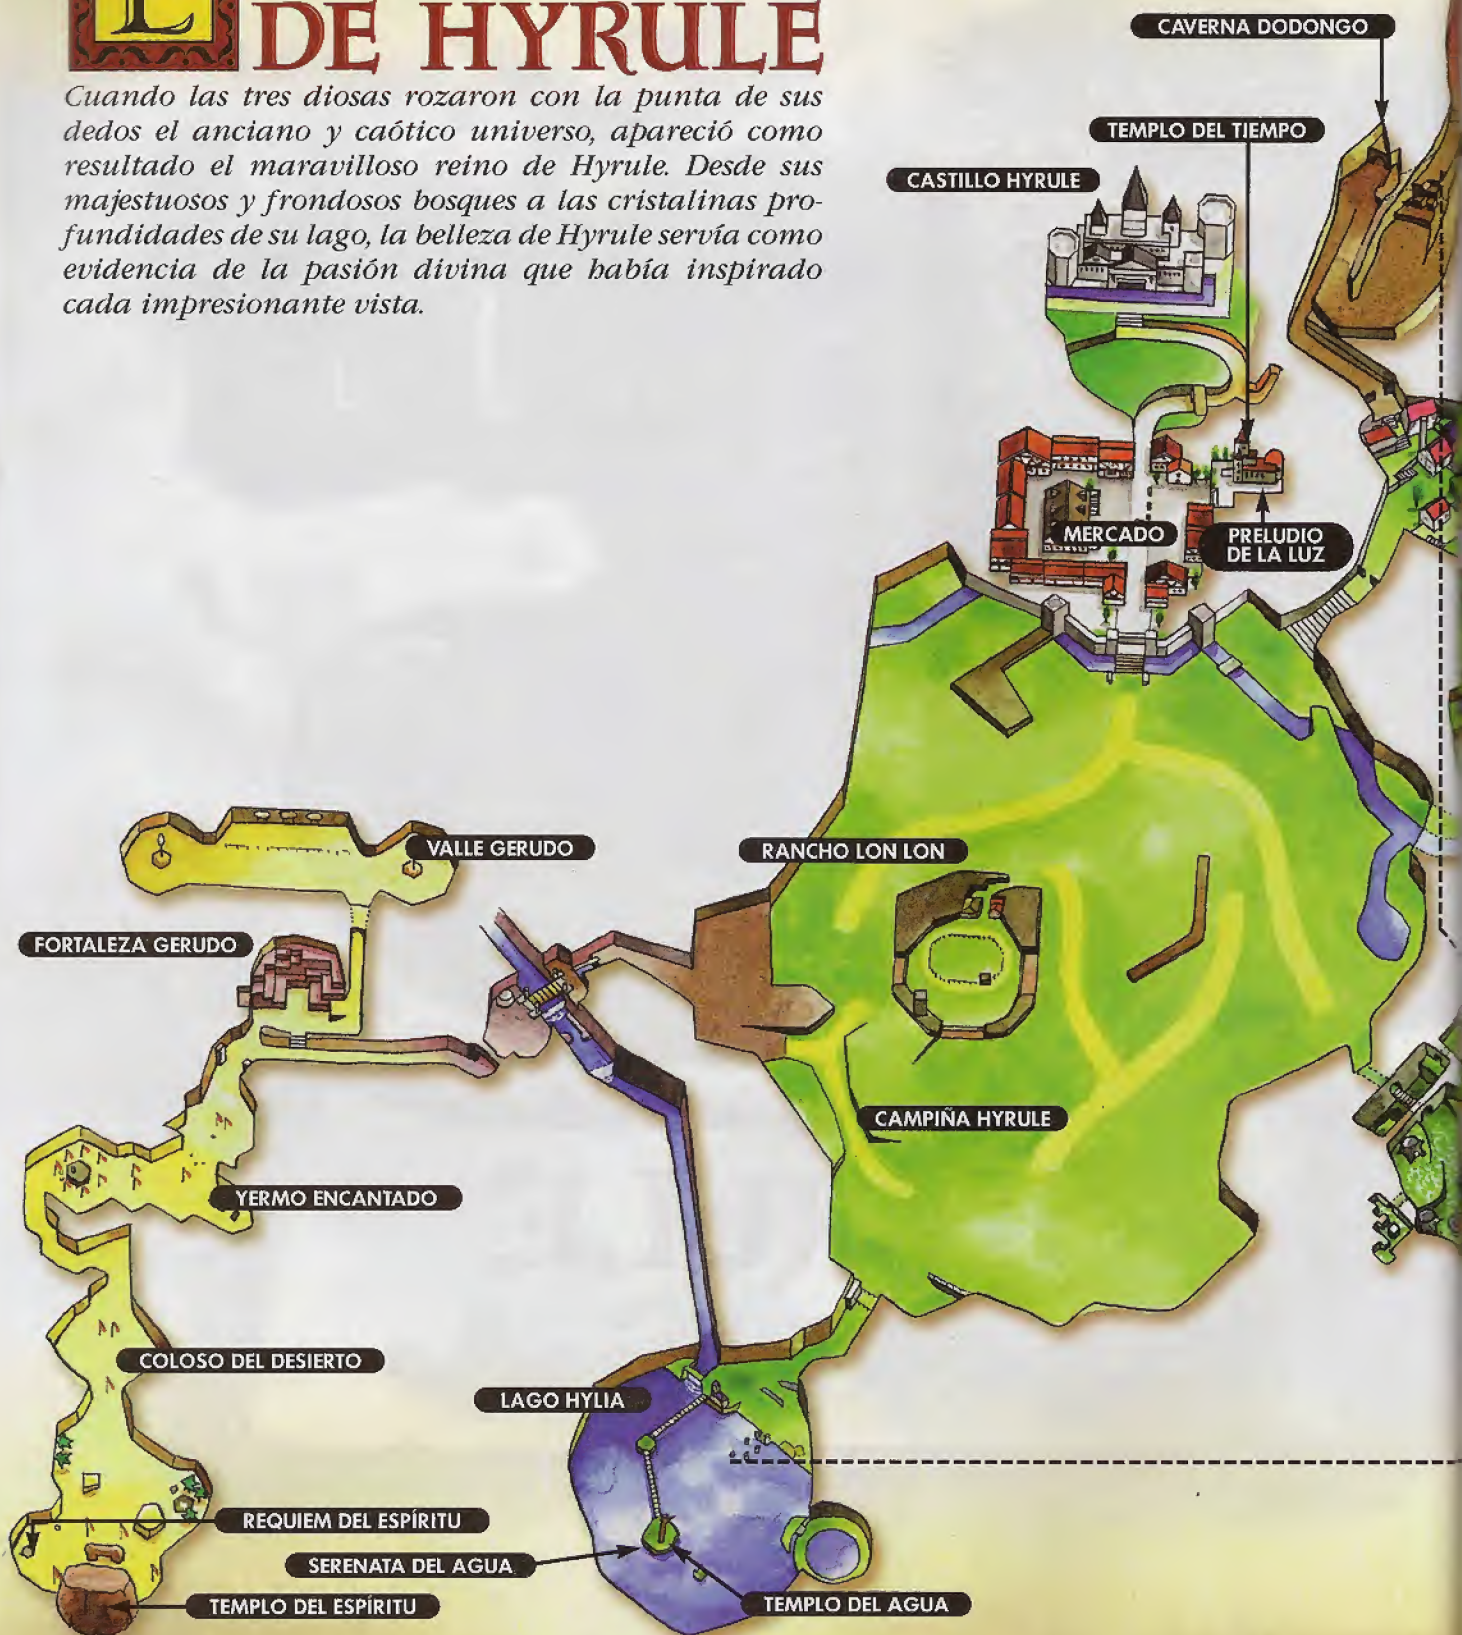 L
DE HYRULE
Cuando las tres diosas rozaron con la punta de sus
dedos el anciano y caótico universo, apareció como
resultado el maravilloso reino de Hyrule. Desde sus
majestuosos y frondosos bosques a las cristalinas pro-
fundidades de su lago, la belleza de Hyrule servía como
evidencia de la pasión divina que había inspirado
cada impresionante vista.
CAVERNA DODONGO
TEMPLO DEL TIEMPO
CASTILLO HYRULE
MERCADO
PRELUDIO
DE LA LUZ
VALLE GERUDO
RANCHO LON LON
FORTALEZA GERUDO
CAMPIÑA HYRULE
YERMO ENCANTADO
COLOSO DEL DESIERTO
LAGO HYLIA
REQUIEM DEL ESPÍRITU
SERENATA DEL AGUA
TEMPLO DEL ESPÍRITU
TEMPLO DEL AGUA